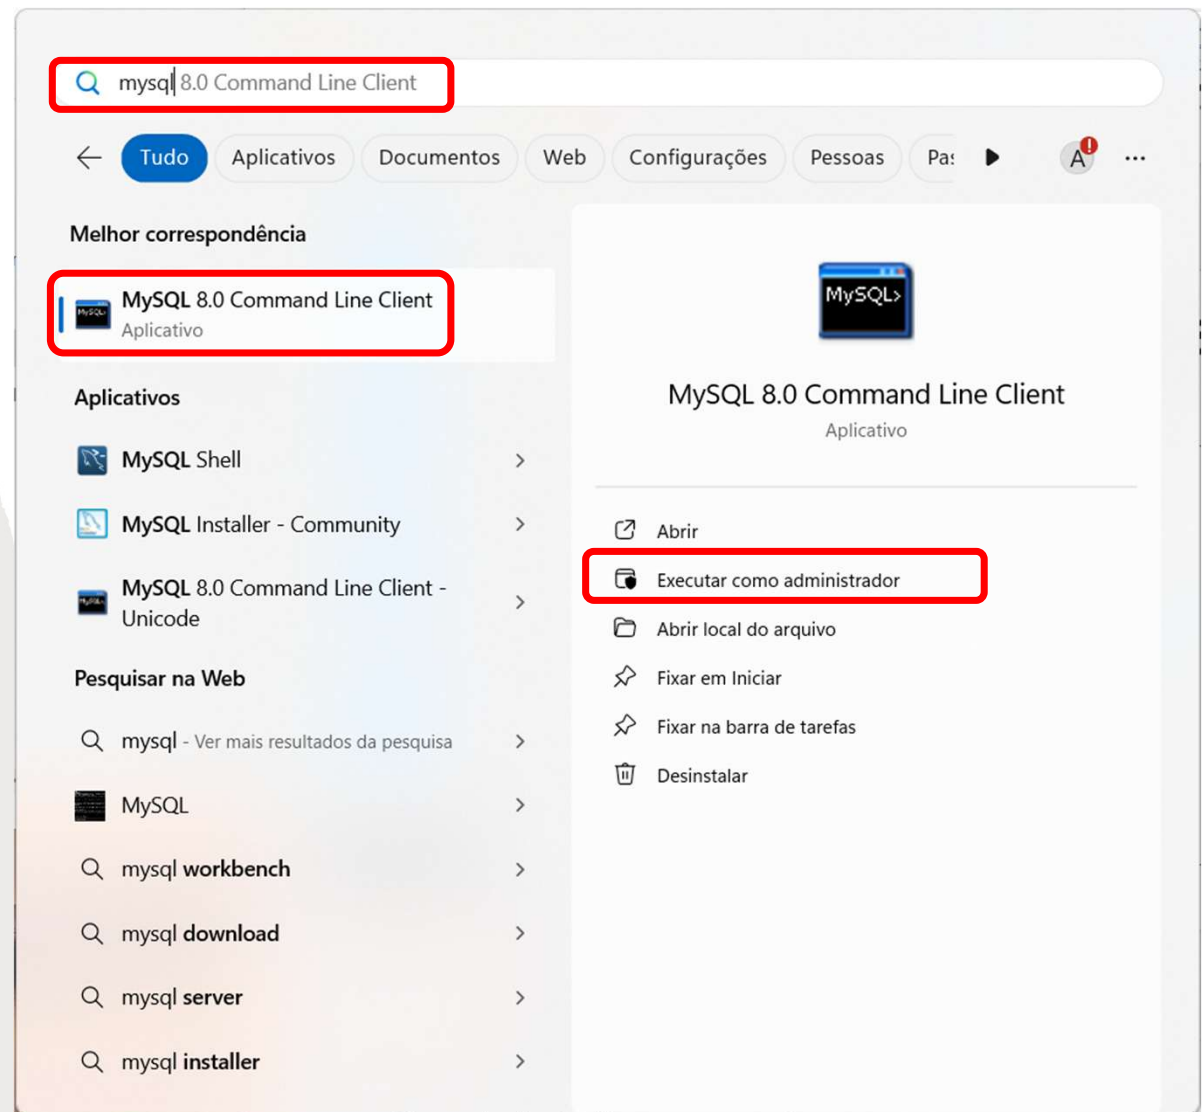 mysql 8.0 Command Line Client
Tudo Aplicativos Documentos Web Configurações Pessoas Pas A
Melhor correspondência
MySQL 8.0 Command Line Client
Aplicativo
Aplicativos
MySQL Shell
MySQL Installer - Community
MySQL 8.0 Command Line Client -
Unicode
Pesquisar na Web
mysql - Ver mais resultados da pesquisa
MySQL
mysql workbench
mysql download
mysql server
mysql installer
MySQL>
MySQL 8.0 Command Line Client
Aplicativo
Abrir
Executar como administrador
Abrir local do arquivo
Fixar em Iniciar
Fixar na barra de tarefas
Desinstalar